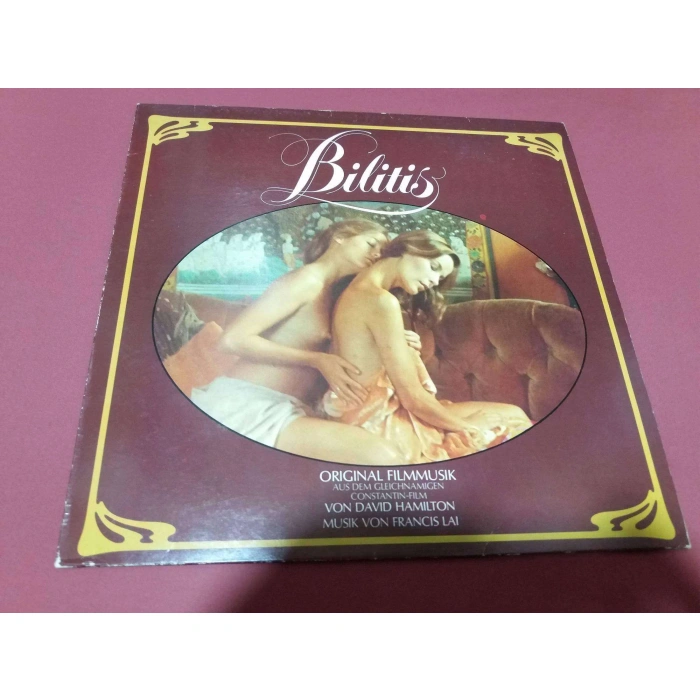 Bilitis
ORIGINAL FILMMUSIK
AUS DEM GLEICHNAMIGEN
CONSTANTIN-FILM
VON DAVID HAMILTON
MUSIK VON FRANCIS LAI